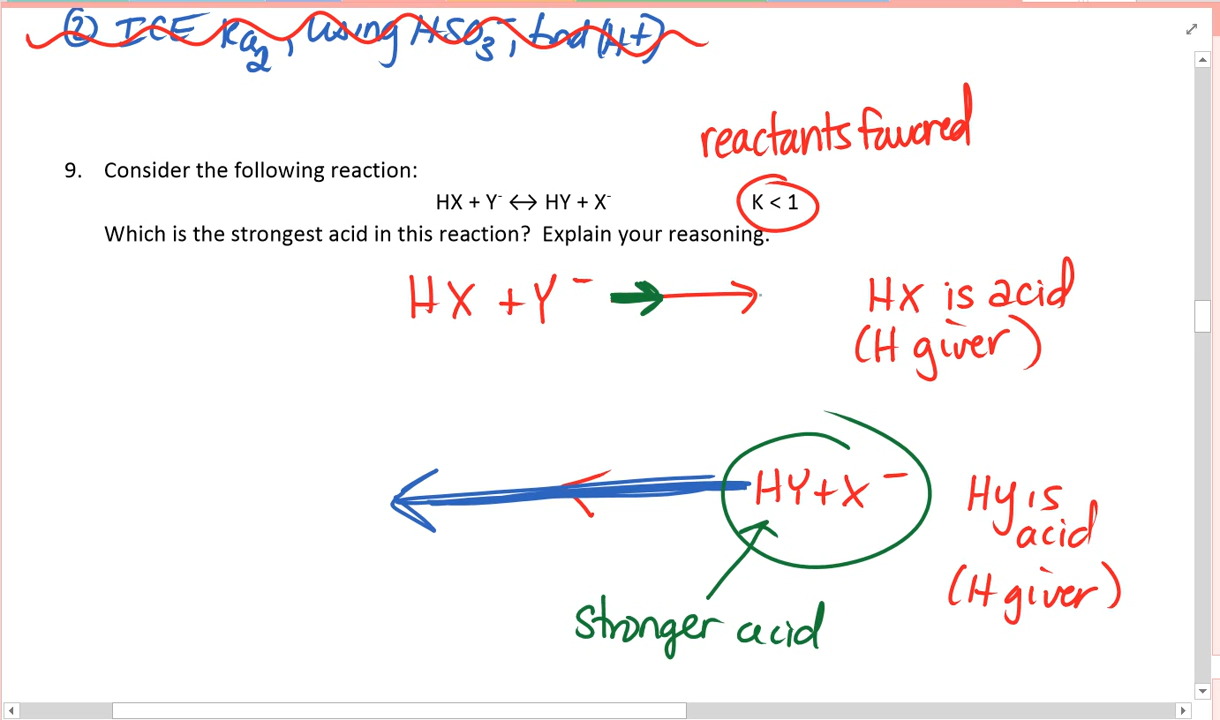 ② ICE Ka₂, using HSO₃⁻, find (H+)
reactants favored
9. Consider the following reaction:
HX + Y⁻ ↔ HY + X⁻ K < 1
Which is the strongest acid in this reaction? Explain your reasoning.
HX + Y⁻ →
HX is acid
(H giver)
HY + X⁻
Hy is
acid
(H giver)
Stronger acid